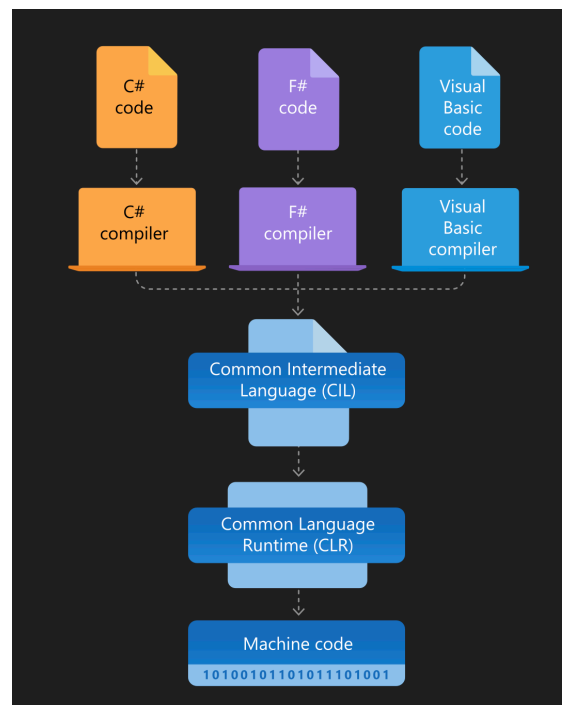 C#
code
F#
code
Visual
Basic
code
C#
compiler
F#
compiler
Visual
Basic
compiler
Common Intermediate
Language (CIL)
Common Language
Runtime (CLR)
Machine code
101001011010111101001